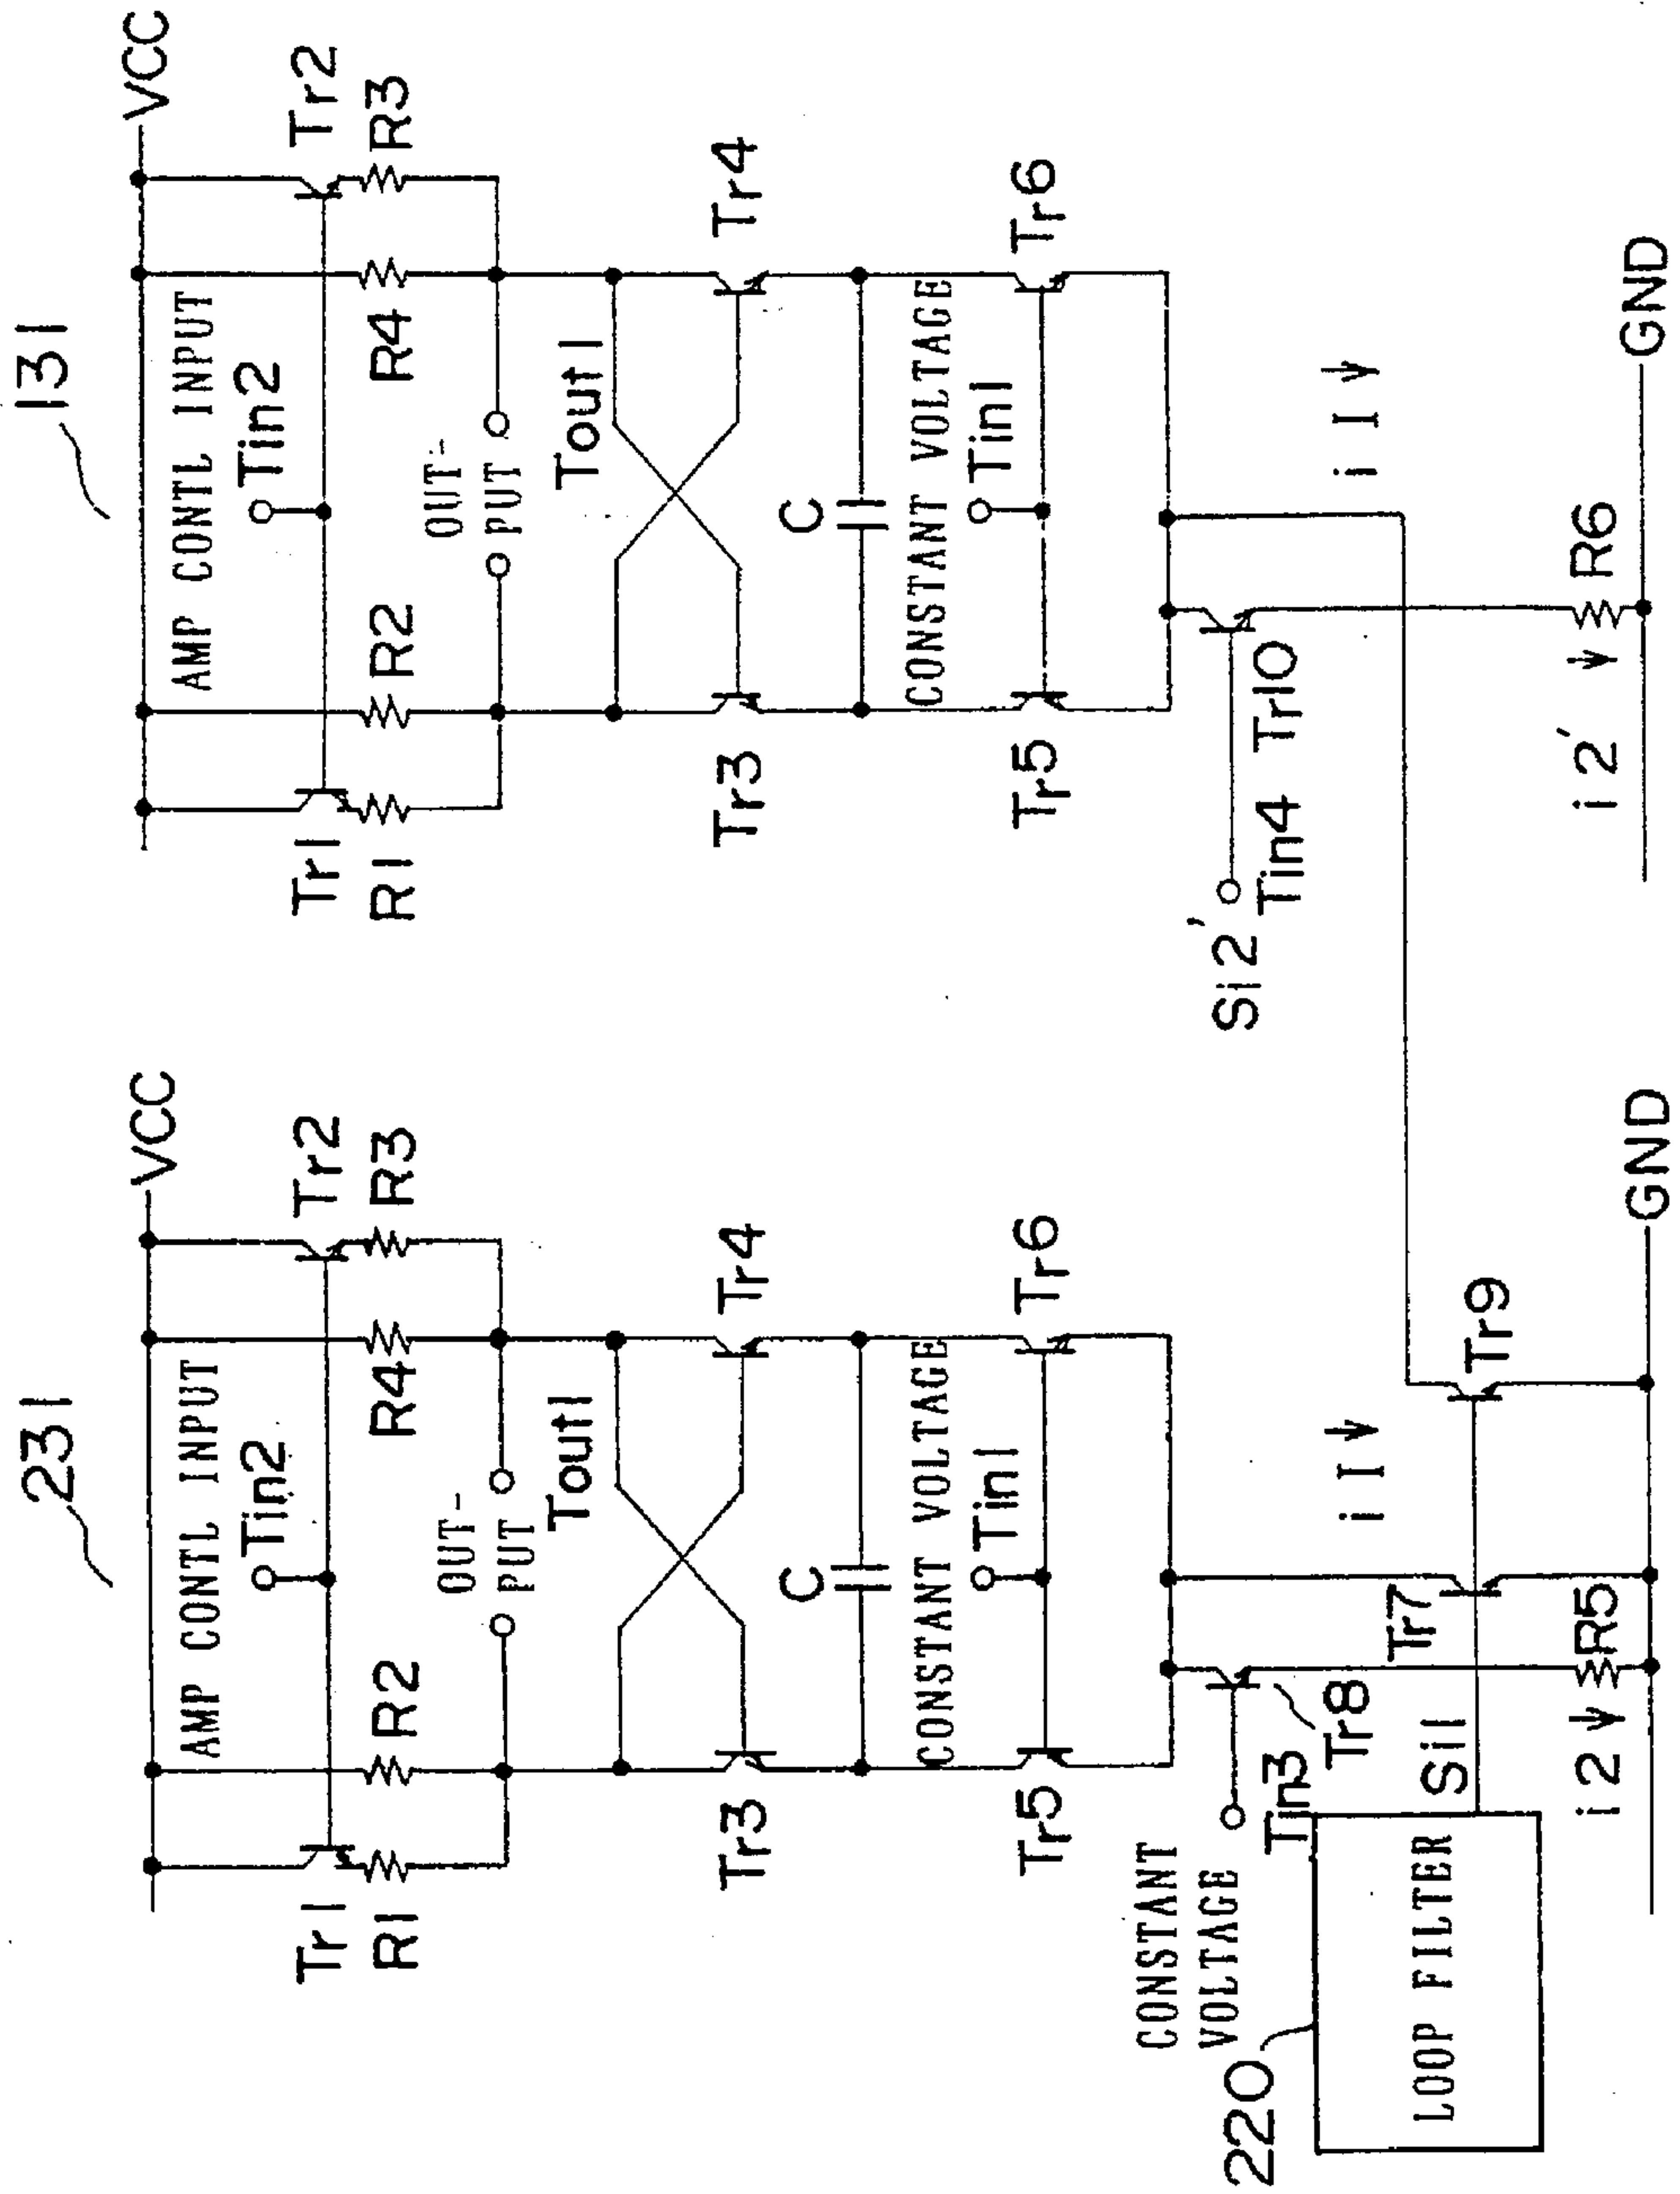 231
VCC
AMP CONTL INPUT
Tin2
Tr1
R1
R2
R4
Tr2
R3
OUT-
PUT
Tout1
Tr3
Tr4
C
CONSTANT VOLTAGE
Tin1
Tr5
Tr6
CONSTANT
VOLTAGE
Tin3
Tr8
Tr7
Tr9
i1
Si1
i2
R5
220
LOOP FILTER
GND
131
VCC
AMP CONTL INPUT
Tin2
Tr1
R1
R2
R4
Tr2
R3
OUT-
PUT
Tout1
Tr3
Tr4
C
CONSTANT VOLTAGE
Tin1
Tr5
Tr6
Si2'
Tin4
Tr10
i1
i2'
R6
GND